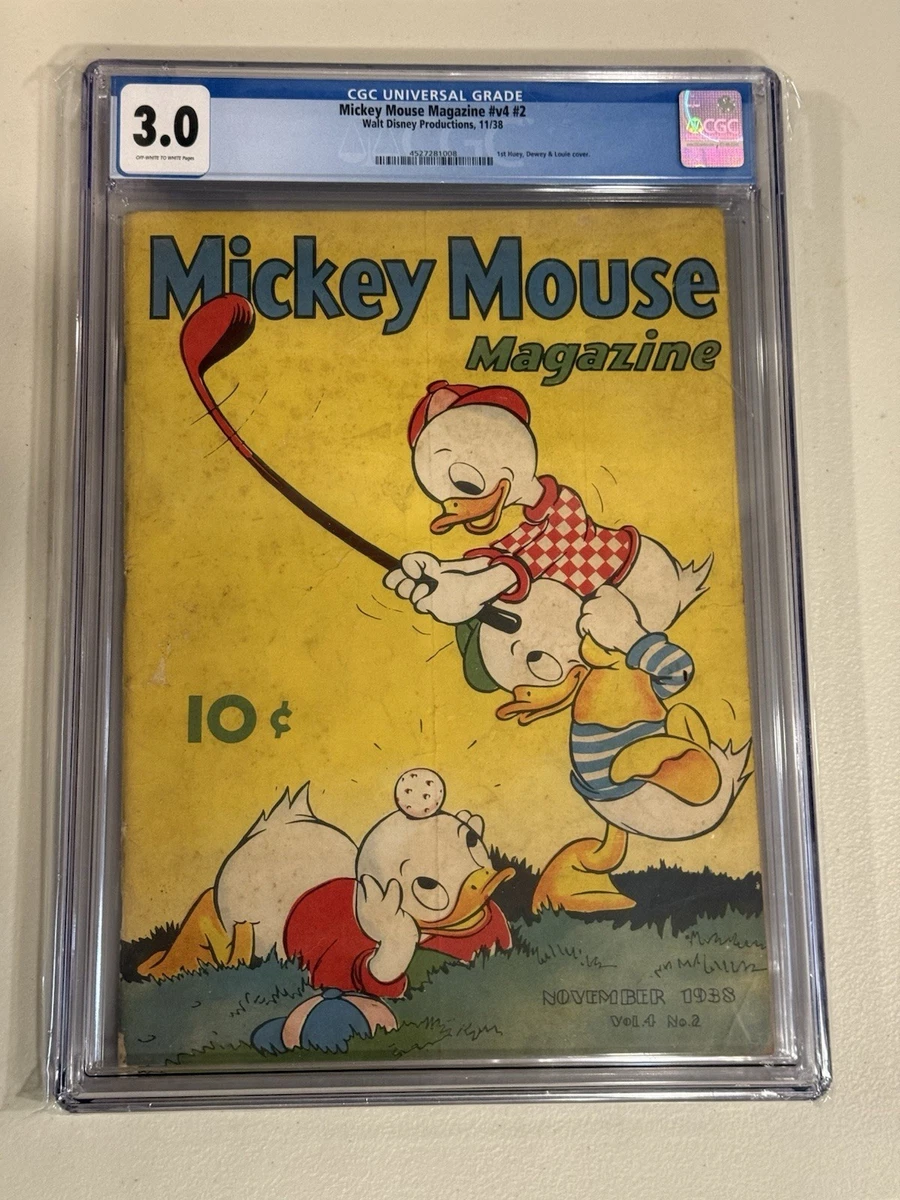 CGC UNIVERSAL GRADE
3.0
OFF-WHITE TO WHITE Pages
Mickey Mouse Magazine #v4 #2
Walt Disney Productions, 11/38
4527281008
1st Huey, Dewey & Louie cover.
CGC
Mickey Mouse
Magazine
10¢
NOVEMBER 1938
VOL.4 No.2